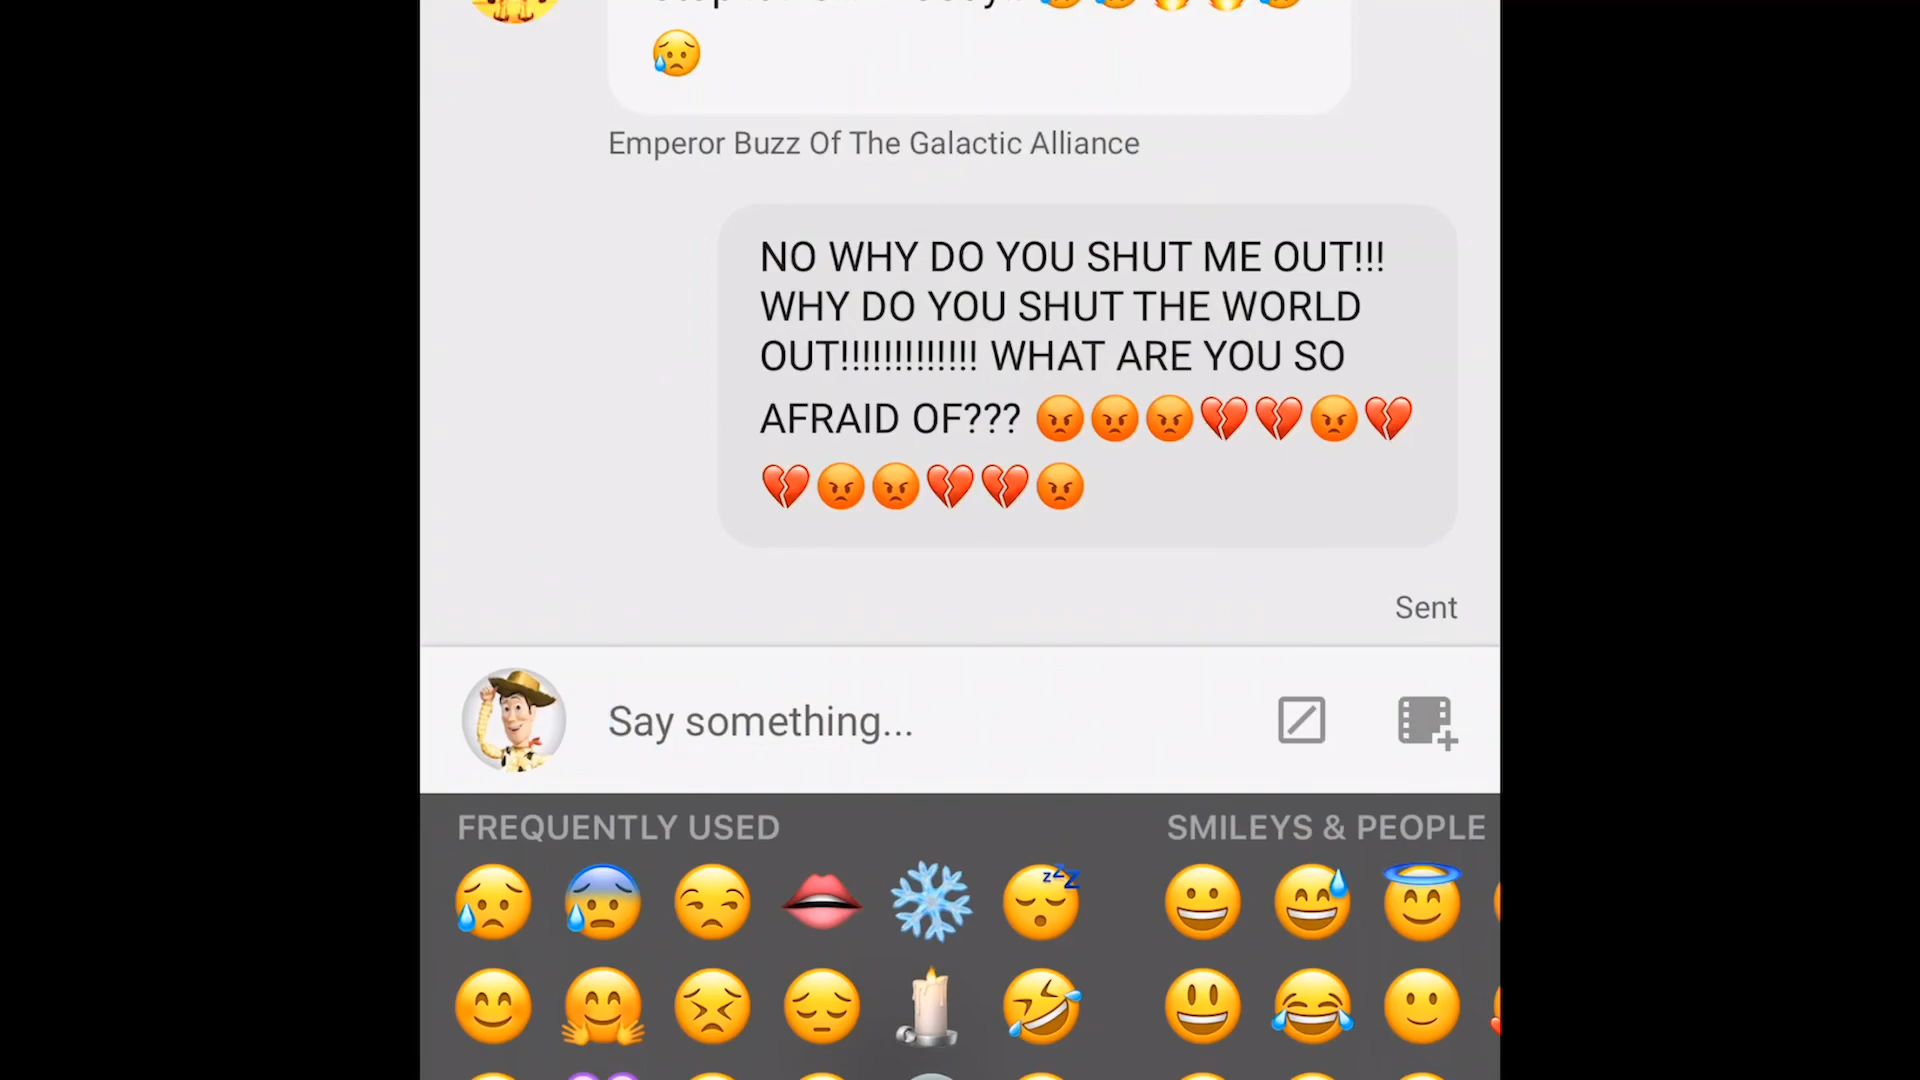 😥
Emperor Buzz Of The Galactic Alliance
NO WHY DO YOU SHUT ME OUT!!!
WHY DO YOU SHUT THE WORLD
OUT!!!!!!!!!!!!! WHAT ARE YOU SO
AFRAID OF??? 😡😡😡💔💔😡💔
💔😡😡💔💔😡
Sent
Say something...
FREQUENTLY USED
SMILEYS & PEOPLE